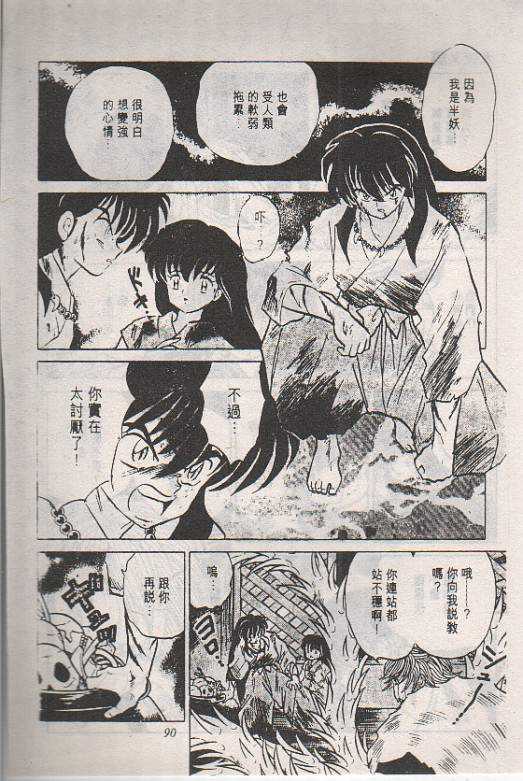 因為
我是半妖…
也會
受人類
的軟弱
拖累…
很明白
想變強
的心情…
吓…？
不過…
你實在
太討厭了！
哦……？
你向我說教
嗎？
你連站都
站不穩啊！
嗚…
跟你
再說…
90